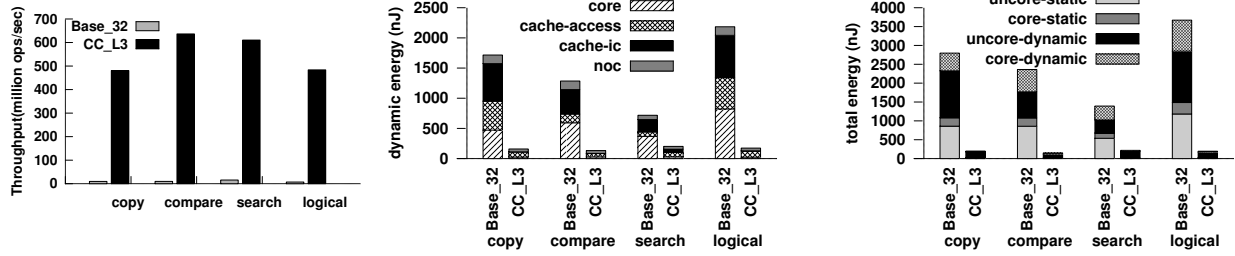 Throughput(million ops/sec)
700
600
500
400
300
200
100
0
Base_32
CC_L3
copy compare search logical
dynamic energy (nJ)
2500
2000
1500
1000
500
0
core
cache-access
cache-ic
noc
Base_32 CC_L3 Base_32 CC_L3 Base_32 CC_L3 Base_32 CC_L3
copy compare search logical
total energy (nJ)
4000
3500
3000
2500
2000
1500
1000
500
0
uncore-static
core-static
uncore-dynamic
core-dynamic
Base_32 CC_L3 Base_32 CC_L3 Base_32 CC_L3 Base_32 CC_L3
copy compare search logical